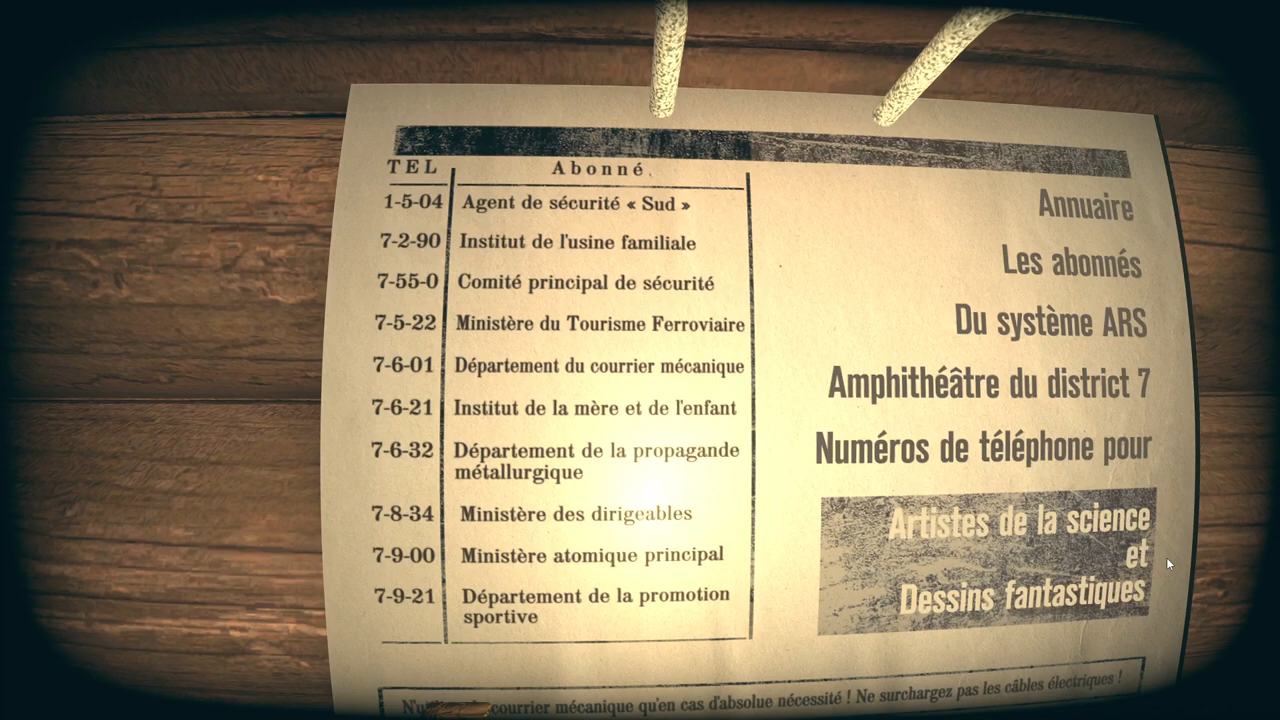 TEL Abonné
1-5-04 Agent de sécurité « Sud »
7-2-90 Institut de l'usine familiale
7-55-0 Comité principal de sécurité
7-5-22 Ministère du Tourisme Ferroviaire
7-6-01 Département du courrier mécanique
7-6-21 Institut de la mère et de l'enfant
7-6-32 Département de la propagande
métallurgique
7-8-34 Ministère des dirigeables
7-9-00 Ministère atomique principal
7-9-21 Département de la promotion
sportive
Annuaire
Les abonnés
Du système ARS
Amphithéâtre du district 7
Numéros de téléphone pour
Artistes de la science
et
Dessins fantastiques
courrier mécanique qu'en cas d'absolue nécessité ! Ne surchargez pas les câbles électriques !